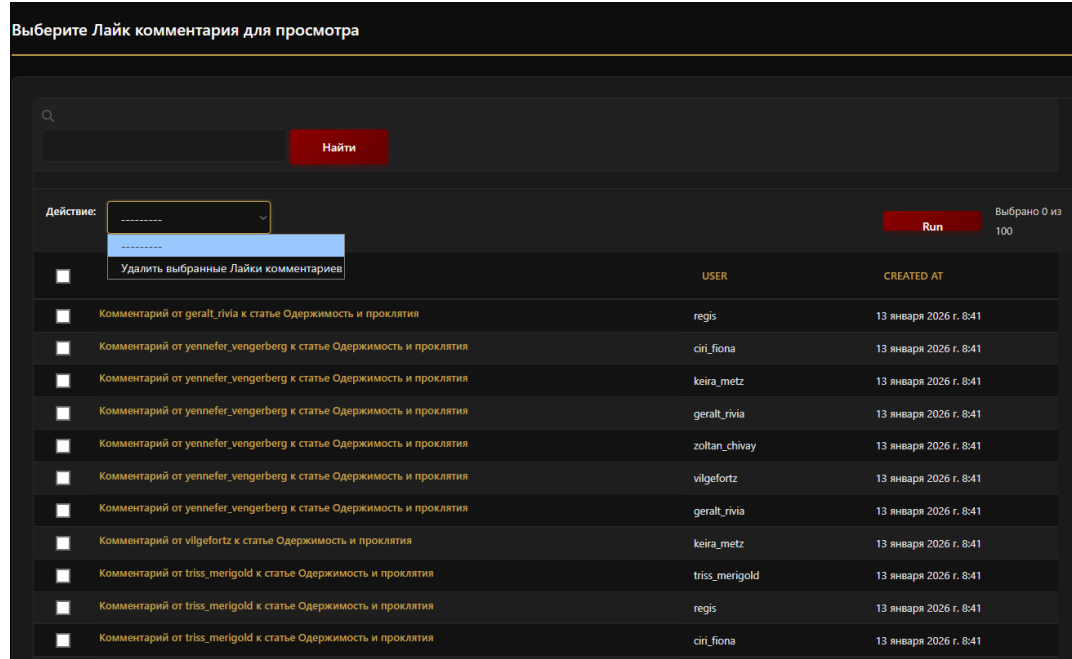 Выберите Лайк комментария для просмотра
Найти
Действие:
---------
Run
Выбрано 0 из
100
---------
Удалить выбранные Лайки комментариев
USER
CREATED AT
Комментарий от geralt_rivia к статье Одержимость и проклятия regis 13 января 2026 г. 8:41
Комментарий от yennefer_vengerberg к статье Одержимость и проклятия ciri_fiona 13 января 2026 г. 8:41
Комментарий от yennefer_vengerberg к статье Одержимость и проклятия keira_metz 13 января 2026 г. 8:41
Комментарий от yennefer_vengerberg к статье Одержимость и проклятия geralt_rivia 13 января 2026 г. 8:41
Комментарий от yennefer_vengerberg к статье Одержимость и проклятия zoltan_chivay 13 января 2026 г. 8:41
Комментарий от yennefer_vengerberg к статье Одержимость и проклятия vilgefortz 13 января 2026 г. 8:41
Комментарий от yennefer_vengerberg к статье Одержимость и проклятия geralt_rivia 13 января 2026 г. 8:41
Комментарий от vilgefortz к статье Одержимость и проклятия keira_metz 13 января 2026 г. 8:41
Комментарий от triss_merigold к статье Одержимость и проклятия triss_merigold 13 января 2026 г. 8:41
Комментарий от triss_merigold к статье Одержимость и проклятия regis 13 января 2026 г. 8:41
Комментарий от triss_merigold к статье Одержимость и проклятия ciri_fiona 13 января 2026 г. 8:41